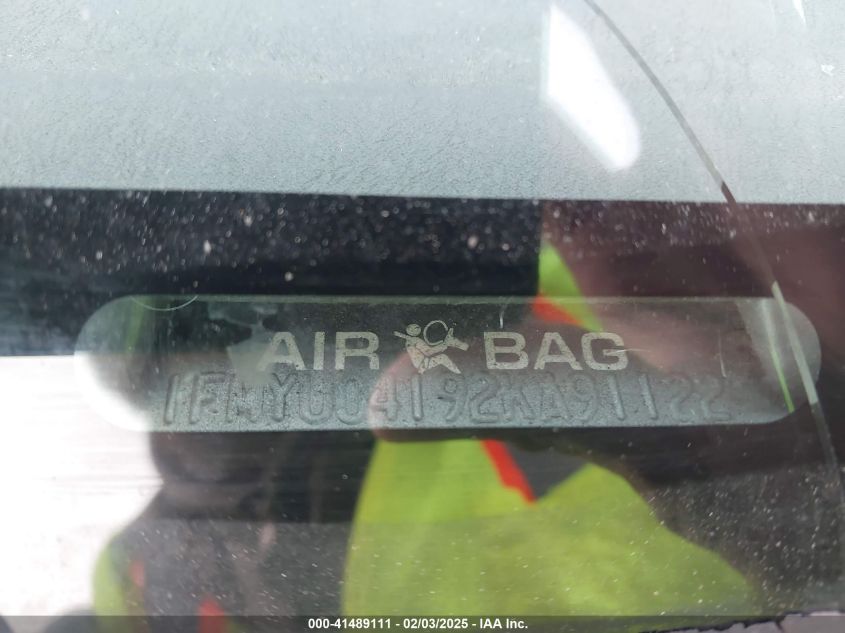 AIR BAG
1FMYU04192KA91122
000-41489111 - 02/03/2025 - IAA Inc.